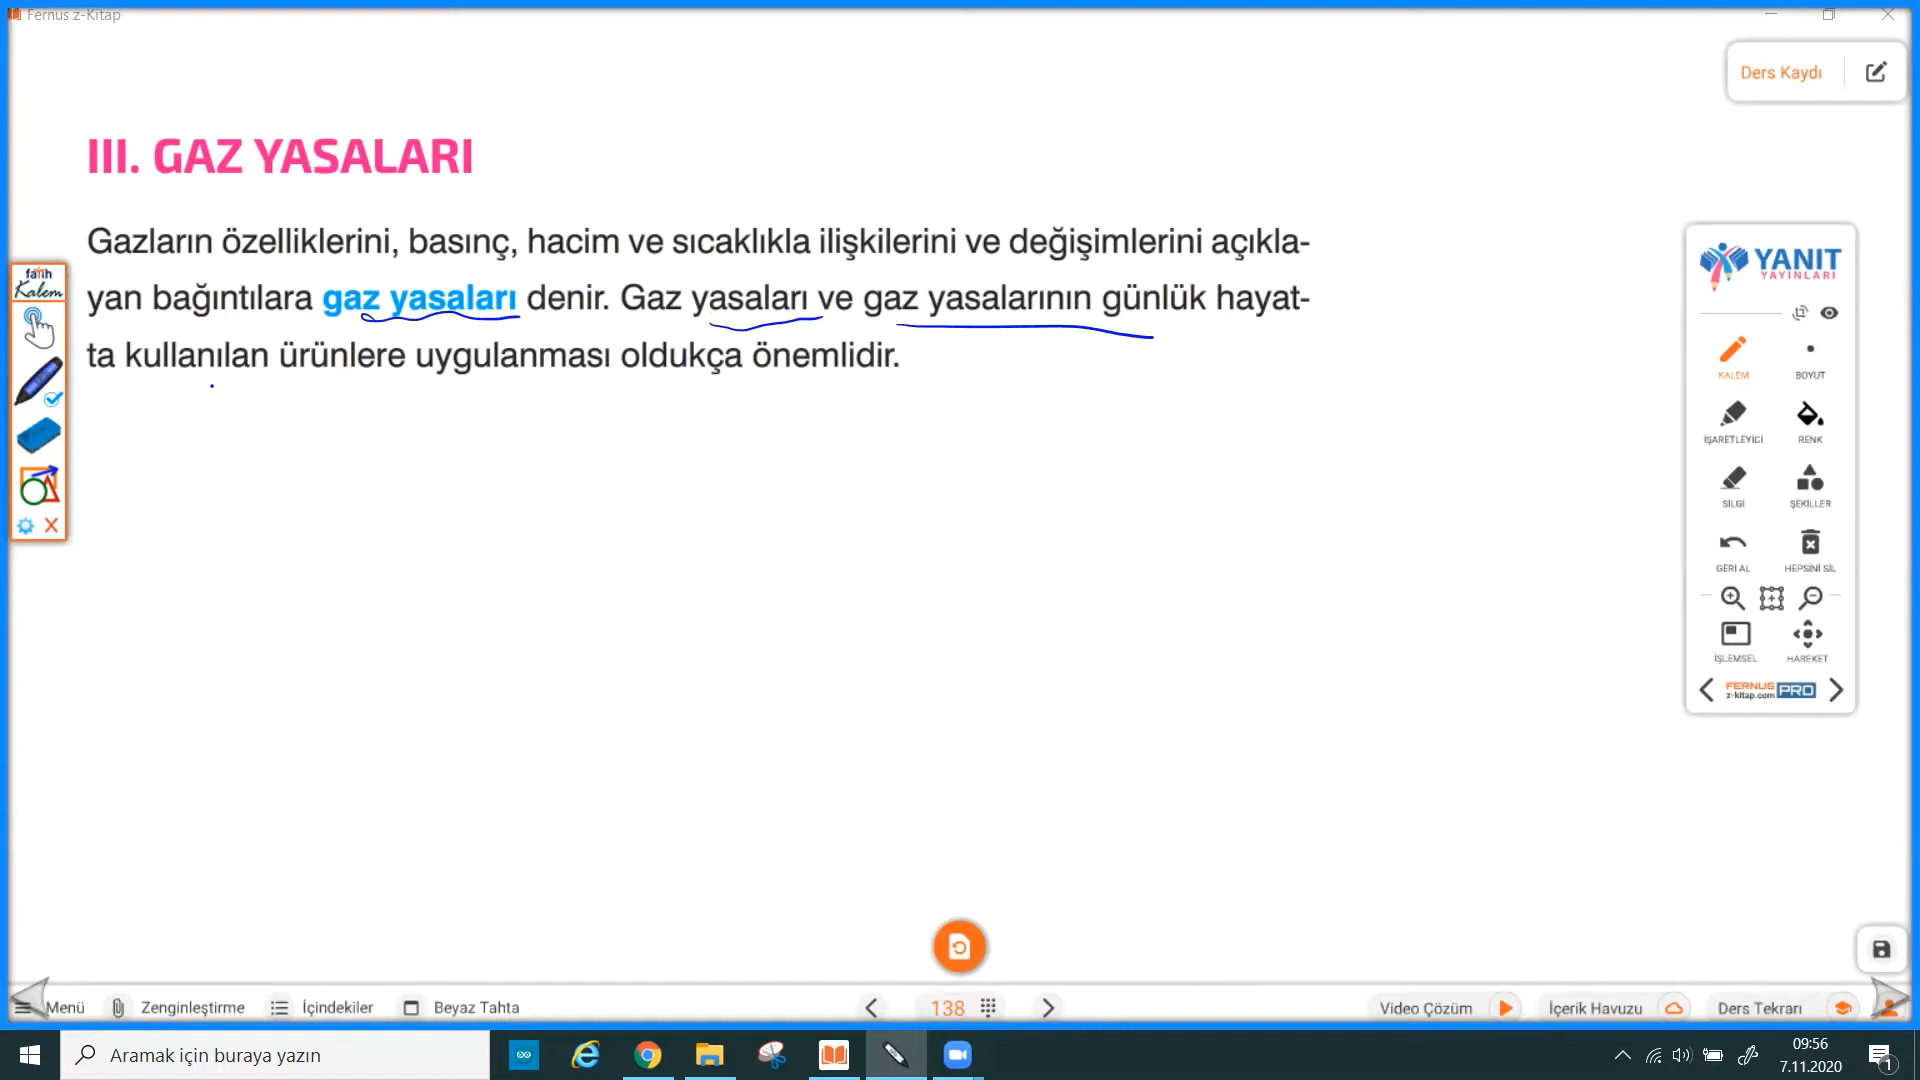 Fernus z-Kitap
Ders Kaydı
III. GAZ YASALARI
Gazların özelliklerini, basınç, hacim ve sıcaklıkla ilişkilerini ve değişimlerini açıkla-
yan bağıntılara gaz yasaları denir. Gaz yasaları ve gaz yasalarının günlük hayat-
ta kullanılan ürünlere uygulanması oldukça önemlidir.
fatih
Kalem
YANIT
YAYINLARI
KALEM
BOYUT
İŞARETLEYİCİ
RENK
SİLGİ
ŞEKİLLER
GERİ AL
HEPSİNİ SİL
İŞLEMSEL
HAREKET
FERNUS
z-kitap.com PRO
Menü
Zenginleştirme
İçindekiler
Beyaz Tahta
138
Video Çözüm
İçerik Havuzu
Ders Tekrarı
Aramak için buraya yazın
09:56
7.11.2020
1